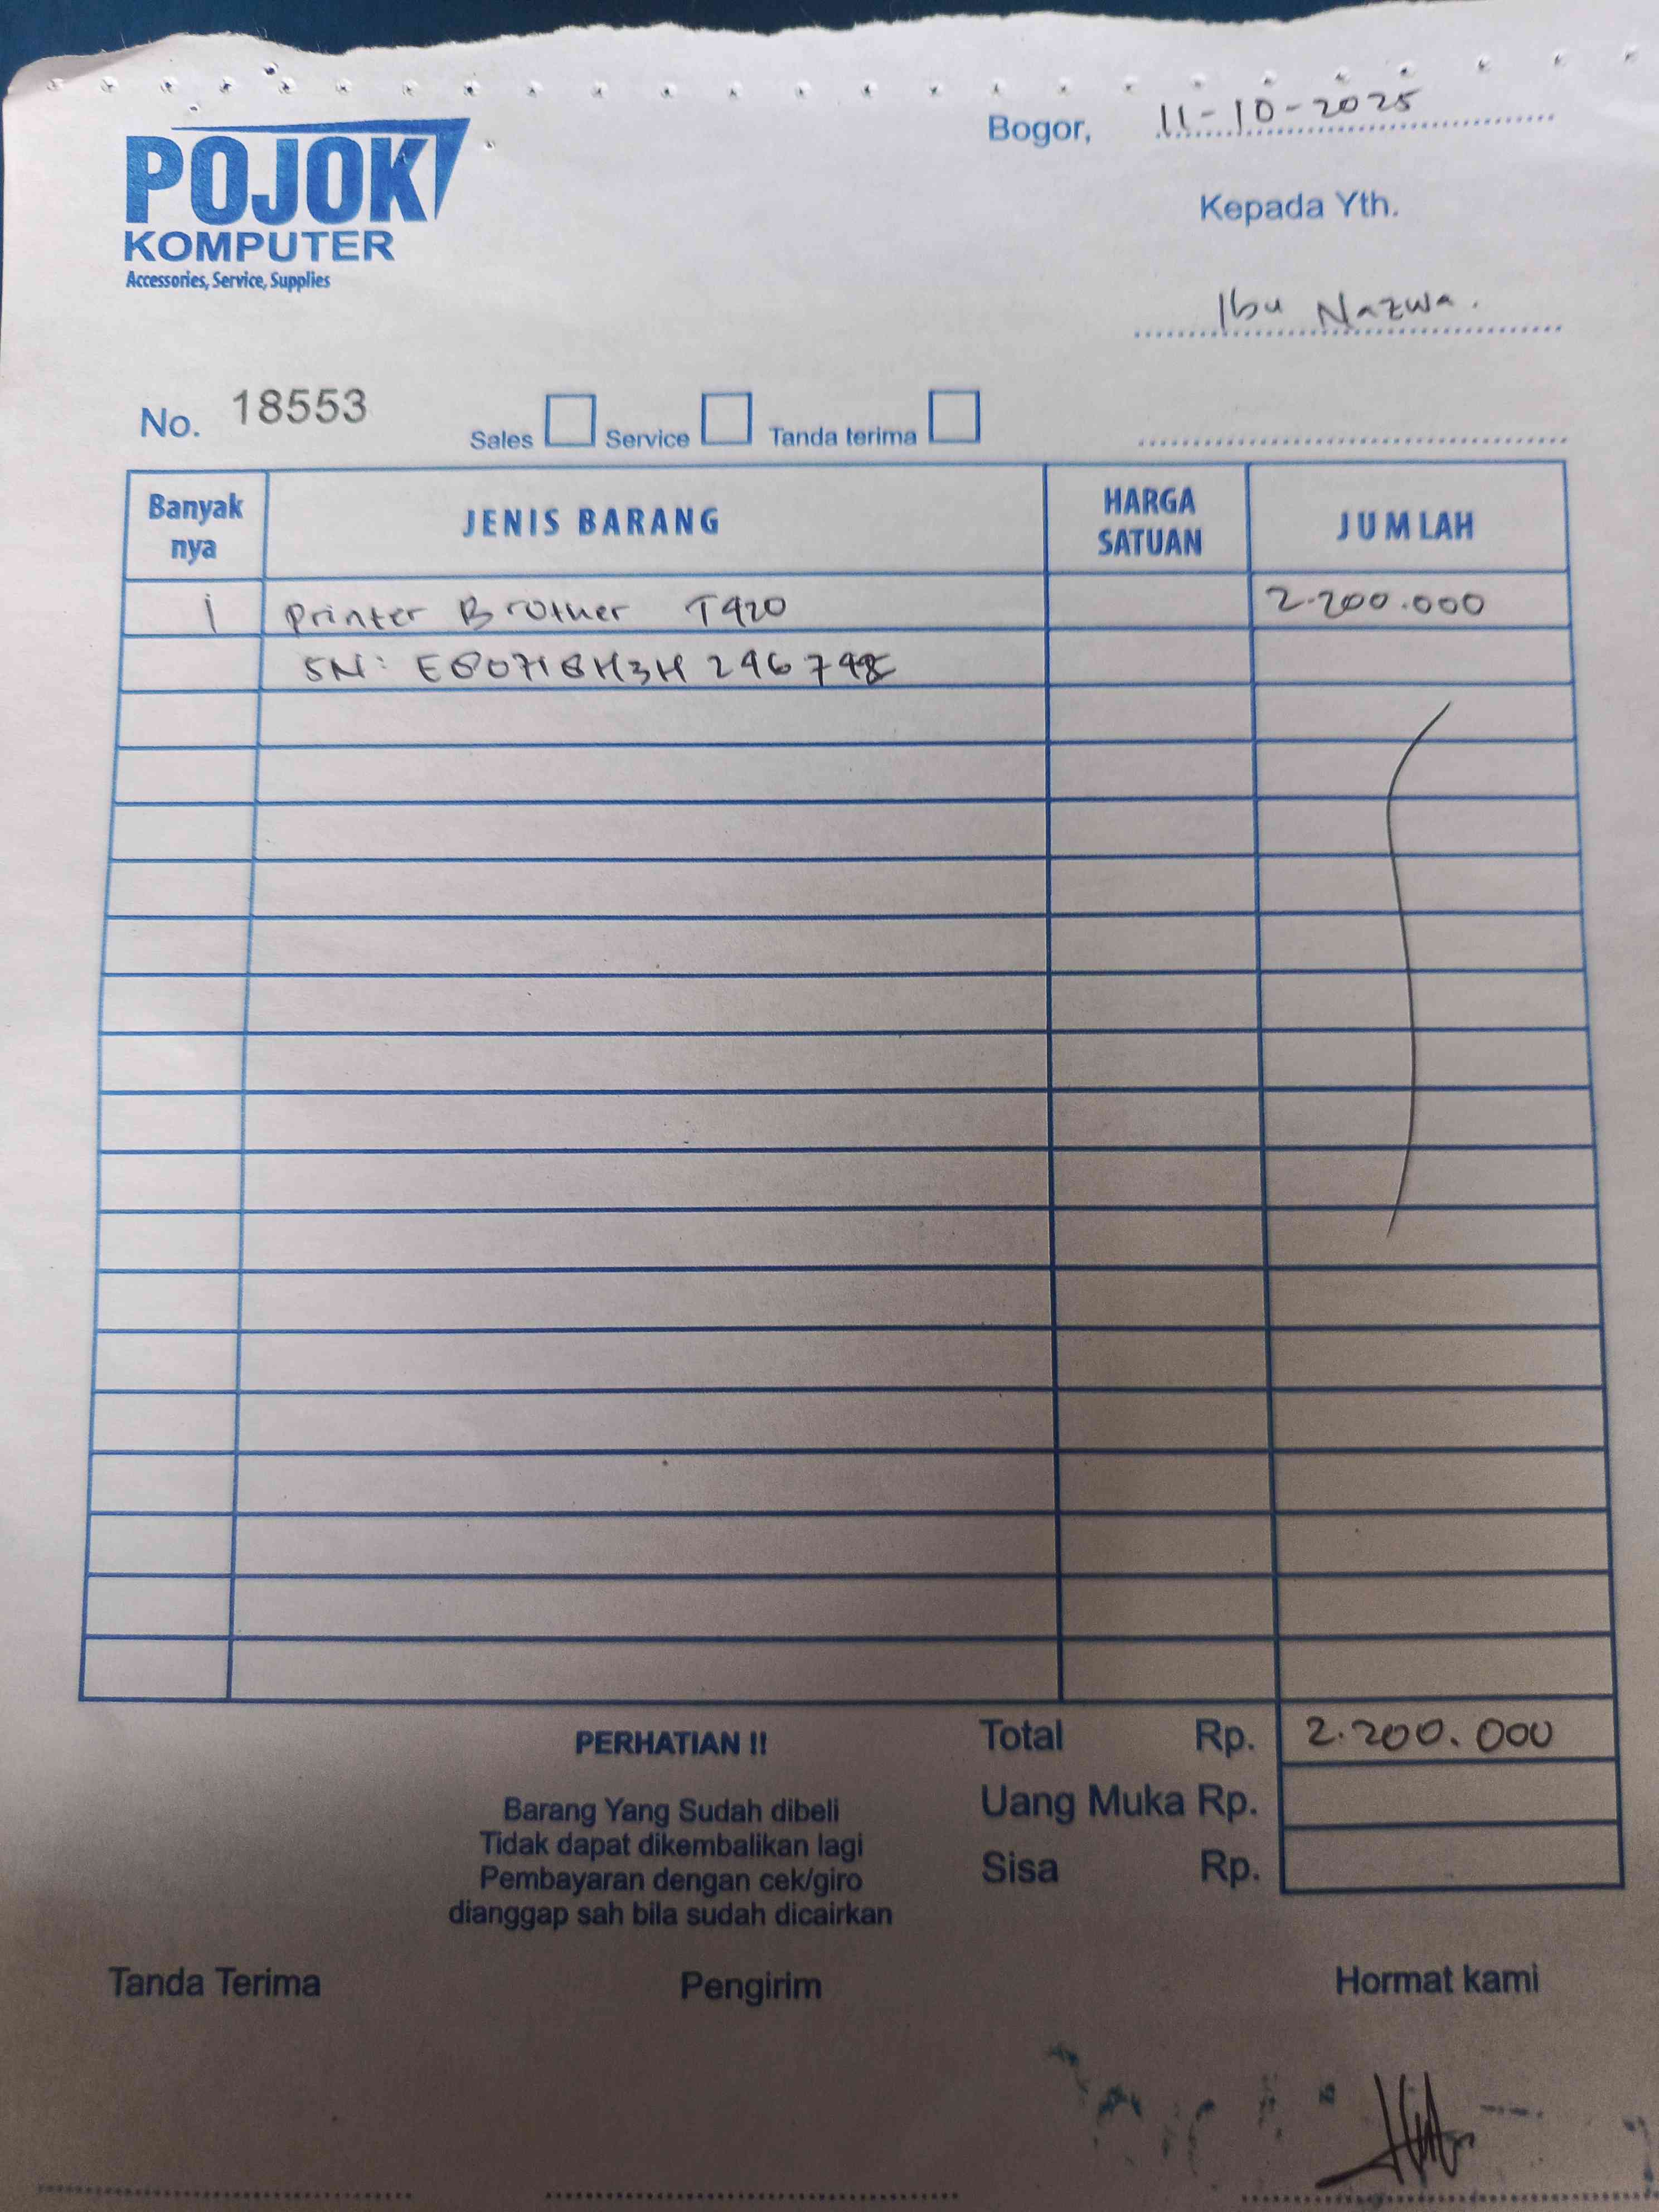 Bogor, 11-10-2025
POJOK
KOMPUTER
Accessories, Service, Supplies
Kepada Yth.
Ibu Nazwa.
No. 18553
Sales Service Tanda terima
Banyak nya JENIS BARANG HARGA SATUAN JUMLAH
1 Printer Brother T420 2.200.000
SN:
PERHATIAN !!
Barang Yang Sudah dibeli
Tidak dapat dikembalikan lagi
Pembayaran dengan cek/giro
dianggap sah bila sudah dicairkan
Total Rp. 2.200.000
Uang Muka Rp.
Sisa Rp.
Tanda Terima Pengirim Hormat kami